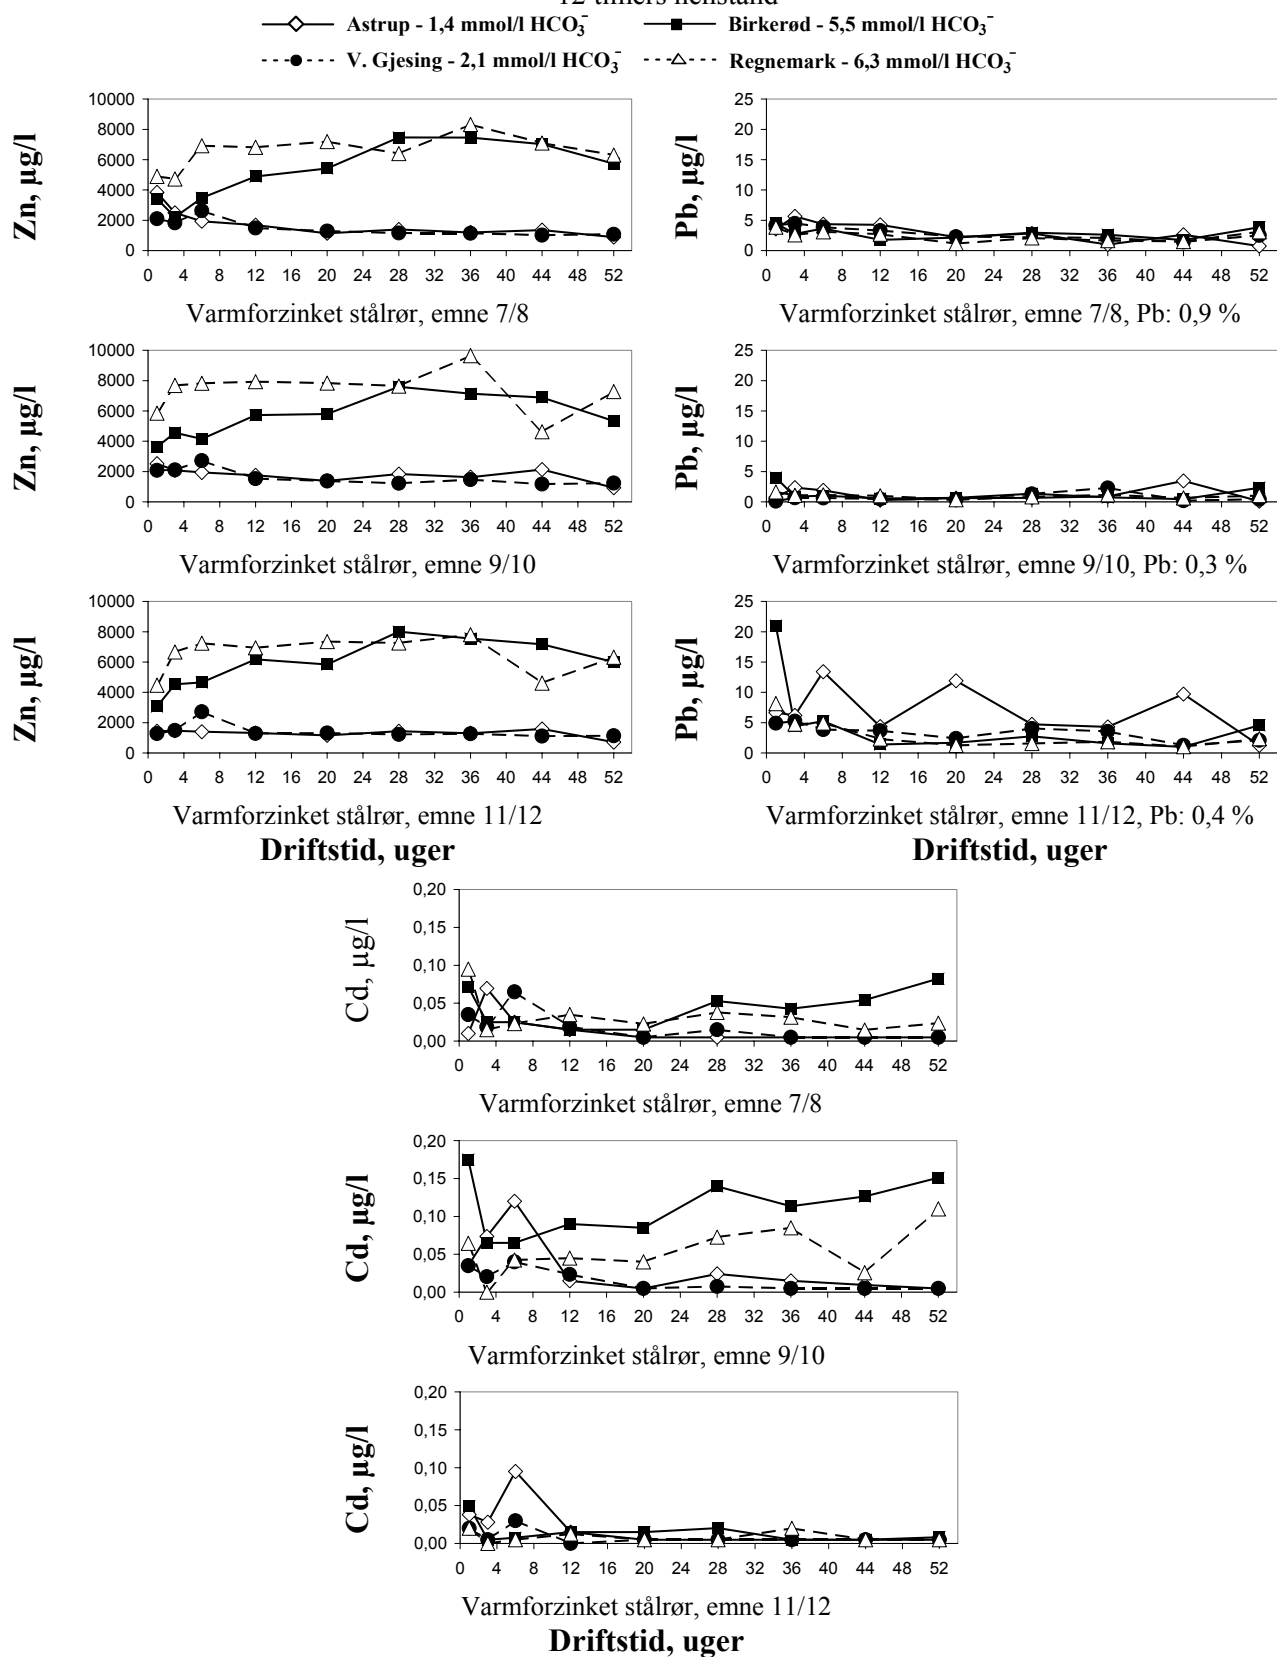 12 timers henstand
Astrup - 1,4 mmol/l HCO₃⁻ Birkerød - 5,5 mmol/l HCO₃⁻
V. Gjesing - 2,1 mmol/l HCO₃⁻ Regnemark - 6,3 mmol/l HCO₃⁻
Zn, µg/l
10000
8000
6000
4000
2000
0
0 4 8 12 16 20 24 28 32 36 40 44 48 52
Varmforzinket stålrør, emne 7/8
Pb, µg/l
25
20
15
10
5
0
0 4 8 12 16 20 24 28 32 36 40 44 48 52
Varmforzinket stålrør, emne 7/8, Pb: 0,9 %
Zn, µg/l
10000
8000
6000
4000
2000
0
0 4 8 12 16 20 24 28 32 36 40 44 48 52
Varmforzinket stålrør, emne 9/10
Pb, µg/l
25
20
15
10
5
0
0 4 8 12 16 20 24 28 32 36 40 44 48 52
Varmforzinket stålrør, emne 9/10, Pb: 0,3 %
Zn, µg/l
10000
8000
6000
4000
2000
0
0 4 8 12 16 20 24 28 32 36 40 44 48 52
Varmforzinket stålrør, emne 11/12
Driftstid, uger
Pb, µg/l
25
20
15
10
5
0
0 4 8 12 16 20 24 28 32 36 40 44 48 52
Varmforzinket stålrør, emne 11/12, Pb: 0,4 %
Driftstid, uger
Cd, µg/l
0,20
0,15
0,10
0,05
0,00
0 4 8 12 16 20 24 28 32 36 40 44 48 52
Varmforzinket stålrør, emne 7/8
Cd, µg/l
0,20
0,15
0,10
0,05
0,00
0 4 8 12 16 20 24 28 32 36 40 44 48 52
Varmforzinket stålrør, emne 9/10
Cd, µg/l
0,20
0,15
0,10
0,05
0,00
0 4 8 12 16 20 24 28 32 36 40 44 48 52
Varmforzinket stålrør, emne 11/12
Driftstid, uger